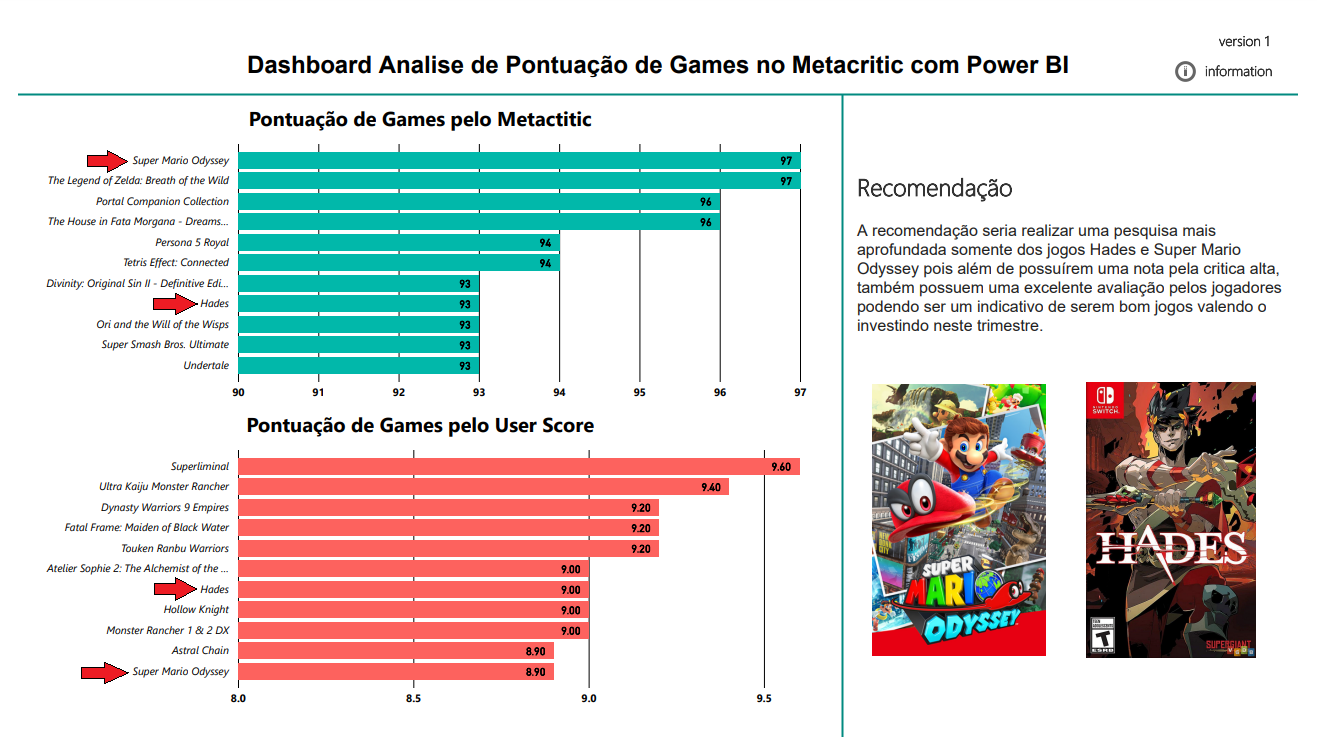 version 1
Dashboard Analise de Pontuação de Games no Metacritic com Power BI
information
Pontuação de Games pelo Metactitic
Super Mario Odyssey 97
The Legend of Zelda: Breath of the Wild 97
Portal Companion Collection 96
The House in Fata Morgana - Dreams... 96
Persona 5 Royal 94
Tetris Effect: Connected 94
Divinity: Original Sin II - Definitive Edi... 93
Hades 93
Ori and the Will of the Wisps 93
Super Smash Bros. Ultimate 93
Undertale 93
90 91 92 93 94 95 96 97
Pontuação de Games pelo User Score
Superliminal 9.60
Ultra Kaiju Monster Rancher 9.40
Dynasty Warriors 9 Empires 9.20
Fatal Frame: Maiden of Black Water 9.20
Touken Ranbu Warriors 9.20
Atelier Sophie 2: The Alchemist of the ... 9.00
Hades 9.00
Hollow Knight 9.00
Monster Rancher 1 & 2 DX 9.00
Astral Chain 8.90
Super Mario Odyssey 8.90
8.0 8.5 9.0 9.5
Recomendação
A recomendação seria realizar uma pesquisa mais
aprofundada somente dos jogos Hades e Super Mario
Odyssey pois além de possuírem uma nota pela critica alta,
também possuem uma excelente avaliação pelos jogadores
podendo ser um indicativo de serem bom jogos valendo o
investindo neste trimestre.
SUPER
MARIO
ODYSSEY
NINTENDO
SWITCH
HADES
T
ESRB
SUPERGIANT